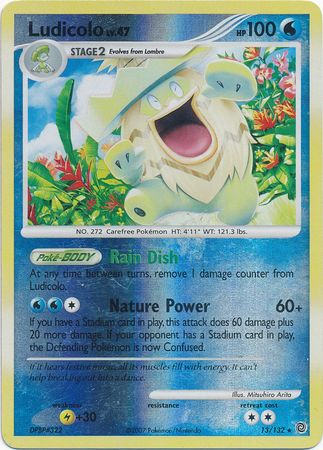 Ludicolo LV.47 HP 100
STAGE2 Evolves from Lombre
NO. 272 Carefree Pokémon HT: 4'11" WT: 121.3 lbs.
Poké-BODY Rain Dish
At any time between turns, remove 1 damage counter from
Ludicolo.
Nature Power 60+
If you have a Stadium card in play, this attack does 60 damage plus
20 more damage. If your opponent has a Stadium card in play,
the Defending Pokémon is now Confused.
If it hears festive music, all its muscles fill with energy. It can't
help breaking out into a dance.
weakness resistance retreat cost
+30
Illus. Mitsuhiro Arita
DPBP#322 ©2007 Pokémon/Nintendo 13/132